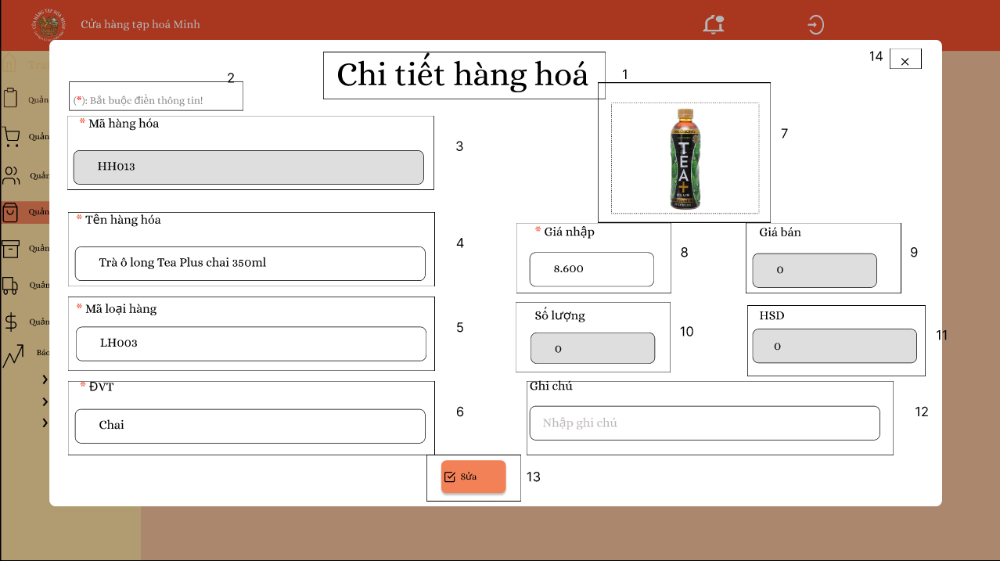 Cửa hàng tạp hoá Minh
Chi tiết hàng hoá
1
14
2
(*): Bắt buộc điền thông tin!
* Mã hàng hóa
HH013
3
TEA+
PLUS
7
* Tên hàng hóa
Trà ô long Tea Plus chai 350ml
4
* Giá nhập
8.600
8
Giá bán
0
9
* Mã loại hàng
LH003
5
Số lượng
0
10
HSD
0
11
* ĐVT
Chai
6
Ghi chú
Nhập ghi chú
12
Sửa
13
Quản
Quản
Quản
Quản
Quản
Quản
Quản
Báo